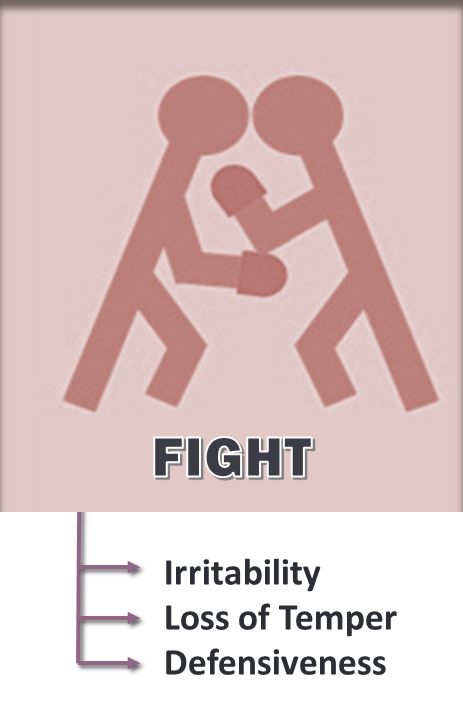 FIGHT
Irritability
Loss of Temper
Defensiveness